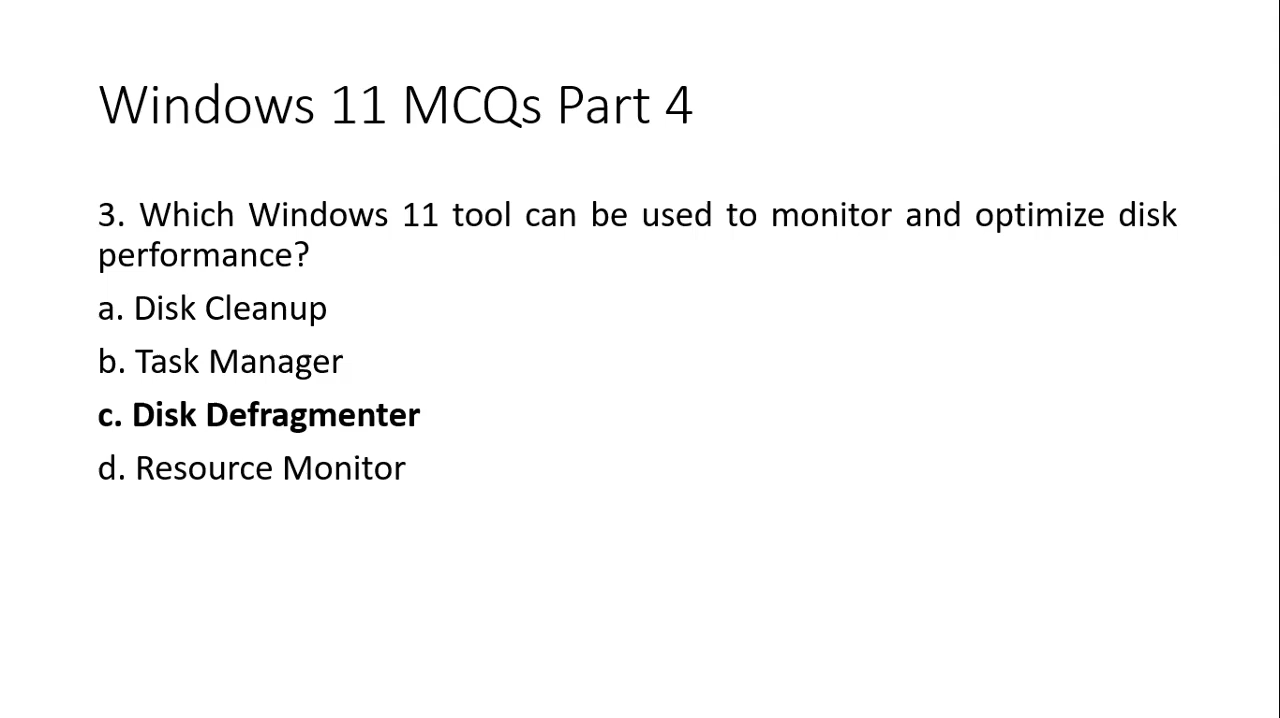 Windows 11 MCQs Part 4
3. Which Windows 11 tool can be used to monitor and optimize disk
performance?
a. Disk Cleanup
b. Task Manager
c. Disk Defragmenter
d. Resource Monitor